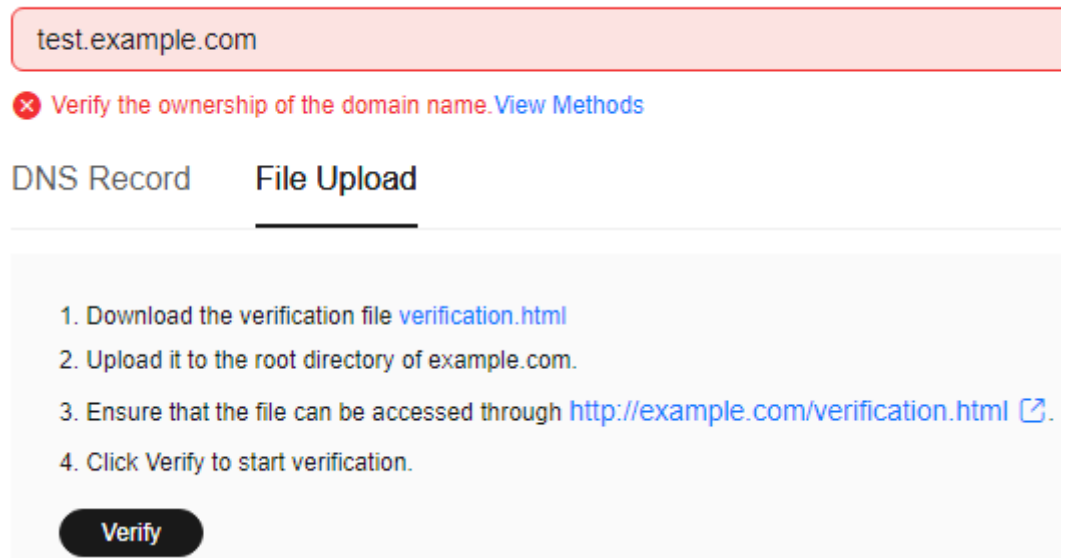 test.example.com
Verify the ownership of the domain name.View Methods
DNS Record File Upload
1. Download the verification file verification.html
2. Upload it to the root directory of example.com.
3. Ensure that the file can be accessed through http://example.com/verification.html.
4. Click Verify to start verification.
Verify